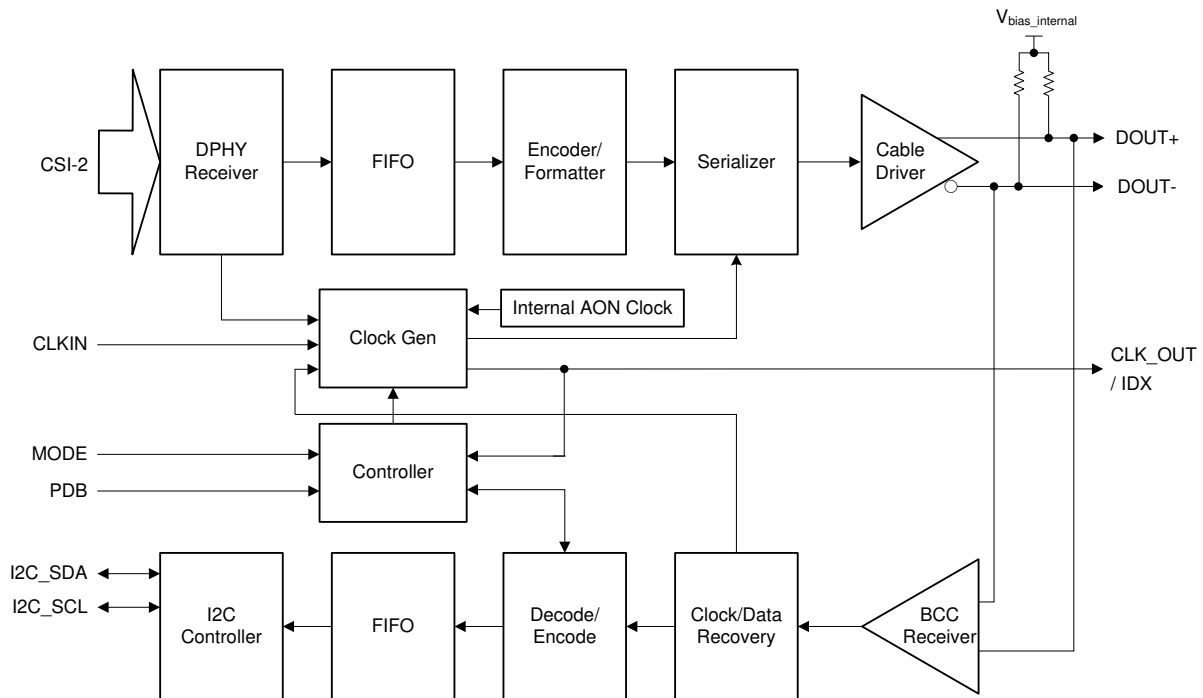 V_bias_internal
CSI-2
DPHY
Receiver
FIFO
Encoder/
Formatter
Serializer
Cable
Driver
DOUT+
DOUT-
Internal AON Clock
Clock Gen
CLKIN
CLK_OUT
/ IDX
MODE
PDB
Controller
I2C_SDA
I2C_SCL
I2C
Controller
FIFO
Decode/
Encode
Clock/Data
Recovery
BCC
Receiver